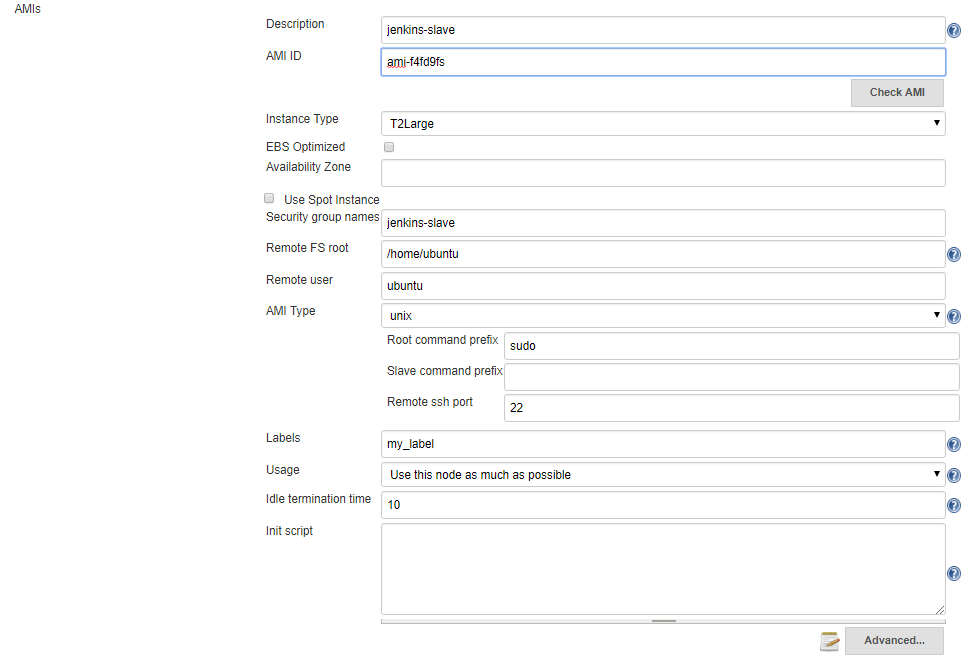 AMIs
Description
jenkins-slave
AMI ID
ami-f4fd9fs
Check AMI
Instance Type
T2Large
EBS Optimized
Availability Zone
Use Spot Instance
Security group names
jenkins-slave
Remote FS root
/home/ubuntu
Remote user
ubuntu
AMI Type
unix
Root command prefix
sudo
Slave command prefix
Remote ssh port
22
Labels
my_label
Usage
Use this node as much as possible
Idle termination time
10
Init script
Advanced...